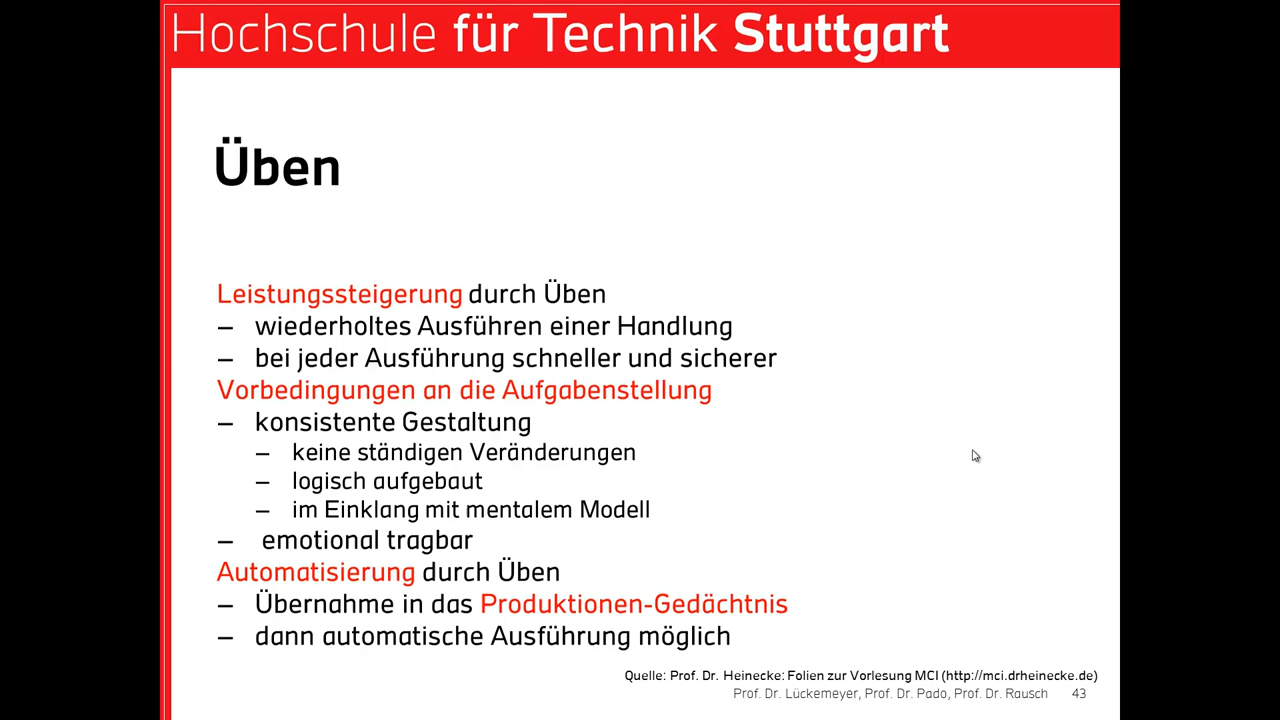 Hochschule für Technik Stuttgart
Üben
Leistungssteigerung durch Üben
– wiederholtes Ausführen einer Handlung
– bei jeder Ausführung schneller und sicherer
Vorbedingungen an die Aufgabenstellung
– konsistente Gestaltung
– keine ständigen Veränderungen
– logisch aufgebaut
– im Einklang mit mentalem Modell
– emotional tragbar
Automatisierung durch Üben
– Übernahme in das Produktionen-Gedächtnis
– dann automatische Ausführung möglich
Quelle: Prof. Dr. Heinecke: Folien zur Vorlesung MCI (http://mci.drheinecke.de)
Prof. Dr. Lückemeyer, Prof. Dr. Pado, Prof. Dr. Rausch 43